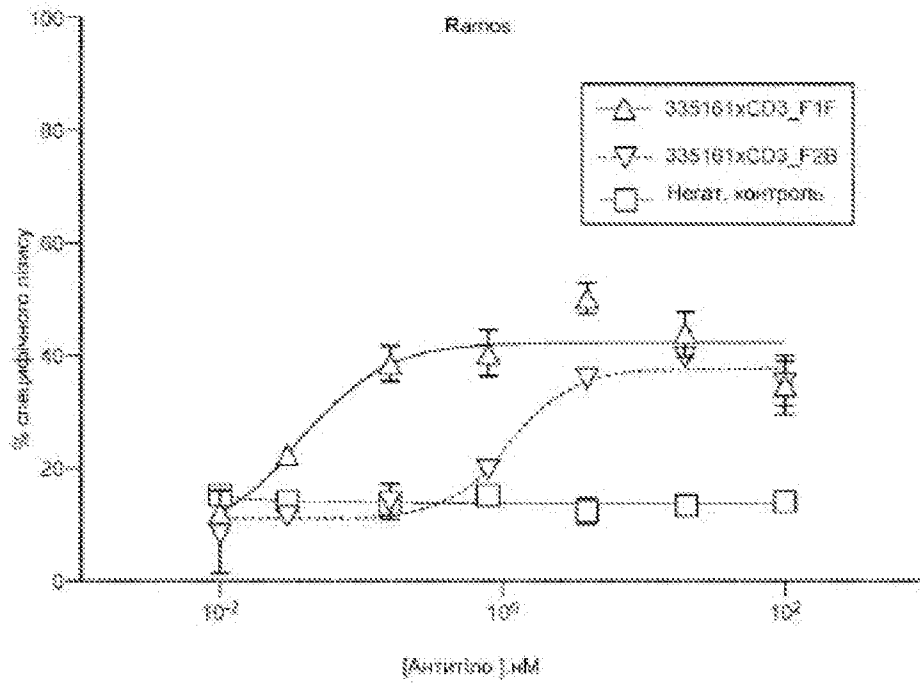 Ramos
335161xCD3_F1F
335161xCD3_F2B
Негат. контроль
% специфічного лізису
100
80
60
40
20
0
10⁻²
10⁰
10²
[Антитіло ],нМ